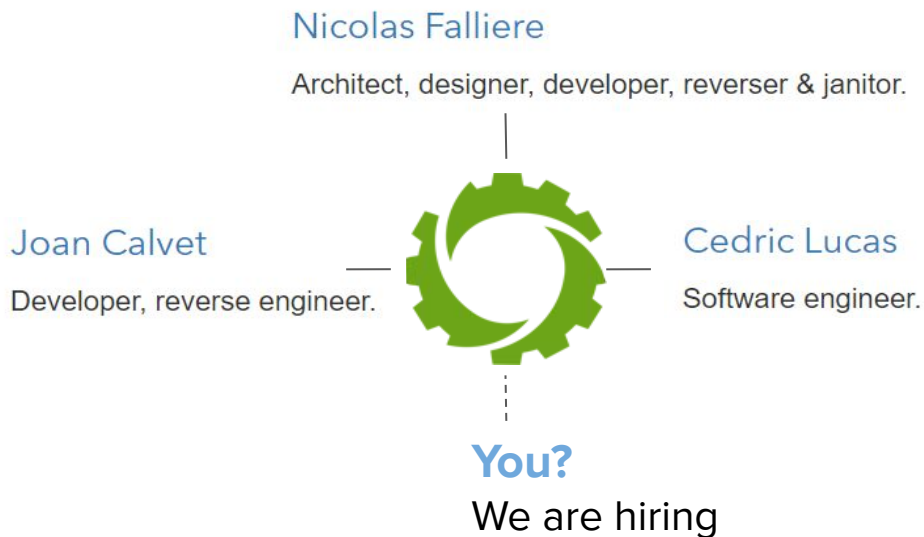 Nicolas Falliere
Architect, designer, developer, reverser & janitor.
Joan Calvet
Developer, reverse engineer.
Cedric Lucas
Software engineer.
You?
We are hiring